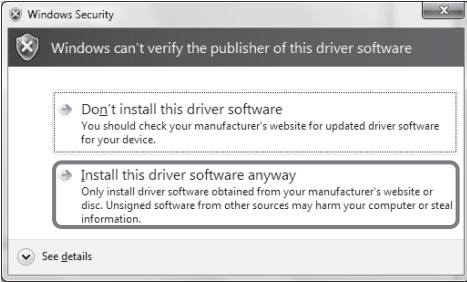 Windows Security
Windows can't verify the publisher of this driver software
Don't install this driver software
You should check your manufacturer's website for updated driver software
for your device.
Install this driver software anyway
Only install driver software obtained from your manufacturer's website or
disc. Unsigned software from other sources may harm your computer or steal
information.
See details